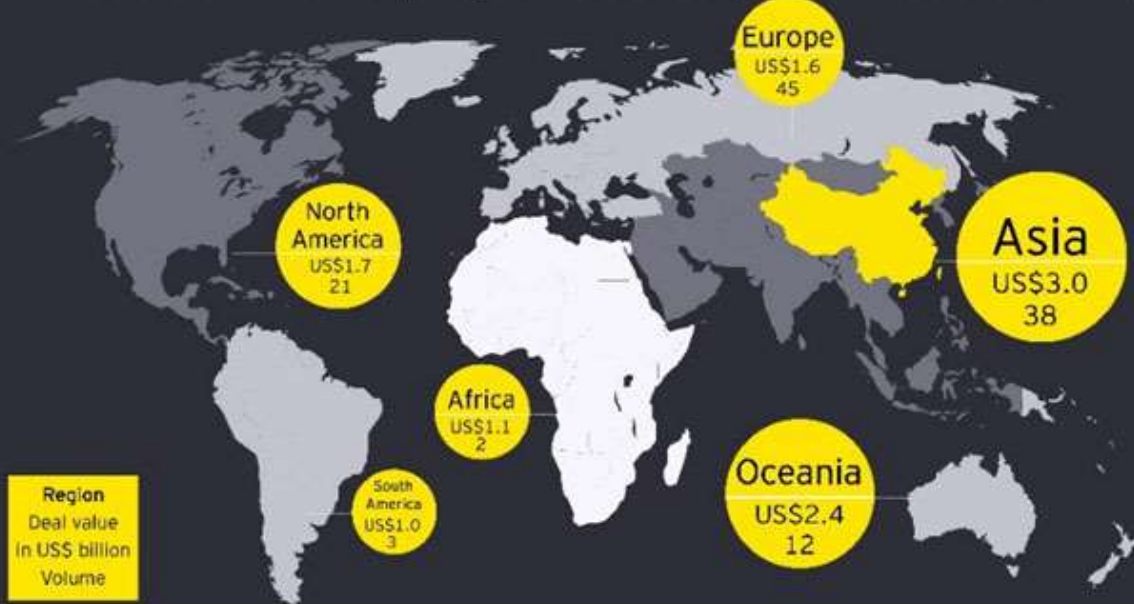 Europe
US$1.6
45
North
America
US$1.7
21
Asia
US$3.0
38
Africa
US$1.1
2
Oceania
US$2.4
12
South
America
US$1.0
3
Region
Deal value
in US$ billion
Volume